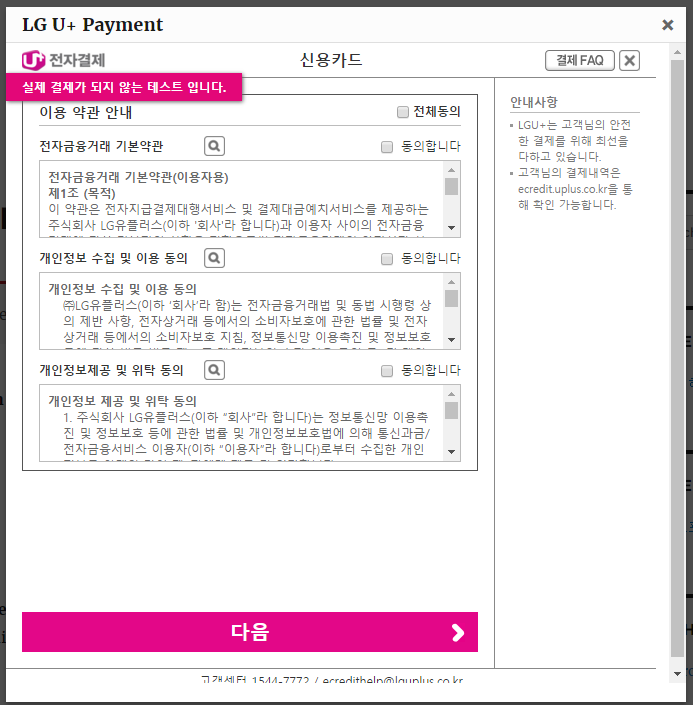 LG U+ Payment
U+ 전자결제
신용카드
결제 FAQ
실제 결제가 되지 않는 테스트 입니다.
이용 약관 안내
전체동의
전자금융거래 기본약관
동의합니다
전자금융거래 기본약관(이용자용)
제1조 (목적)
이 약관은 전자지급결제대행서비스 및 결제대금예치서비스를 제공하는
주식회사 LG유플러스(이하 '회사'라 합니다)과 이용자 사이의 전자금융
개인정보 수집 및 이용 동의
동의합니다
개인정보 수집 및 이용 동의
㈜LG유플러스(이하 '회사'라 함)는 전자금융거래법 및 동법 시행령 상
의 제반 사항, 전자상거래 등에서의 소비자보호에 관한 법률 및 전자
상거래 등에서의 소비자보호 지침, 정보통신망 이용촉진 및 정보보호
개인정보제공 및 위탁 동의
동의합니다
개인정보 제공 및 위탁 동의
1. 주식회사 LG유플러스(이하 “회사”라 합니다)는 정보통신망 이용촉
진 및 정보보호 등에 관한 법률 및 개인정보보호법에 의해 통신과금/
전자금융서비스 이용자(이하 “이용자”라 합니다)로부터 수집한 개인
다음
안내사항
LGU+는 고객님의 안전
한 결제를 위해 최선을
다하고 있습니다.
고객님의 결제내역은
ecredit.uplus.co.kr을 통
해 확인 가능합니다.
고객센터 1544-7772 / ecredithelp@lguplus.co.kr